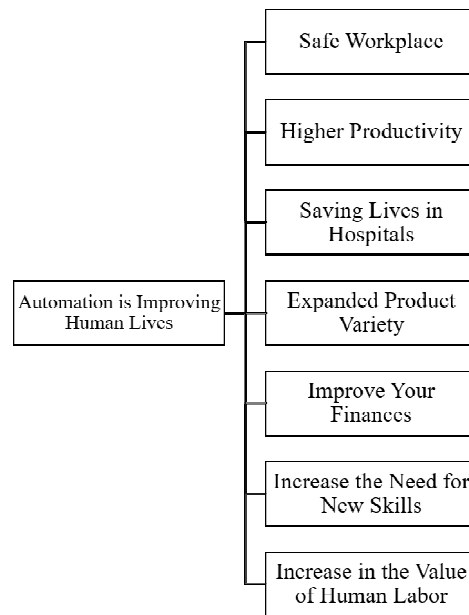 Safe Workplace
Higher Productivity
Saving Lives in
Hospitals
Automation is Improving
Human Lives
Expanded Product
Variety
Improve Your
Finances
Increase the Need for
New Skills
Increase in the Value
of Human Labor